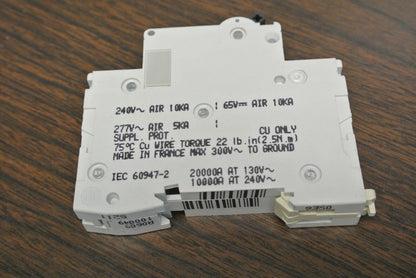 240V~ AIR 10KA 65V⎓ AIR 10KA
277V~ AIR 5KA CU ONLY
SUPPL. PROT.
75°C Cu WIRE TORQUE 22 lb.in(2.5N.m)
MADE IN FRANCE MAX 300V~ TO GROUND
IEC 60947-2 20000A AT 130V~
10000A AT 240V~